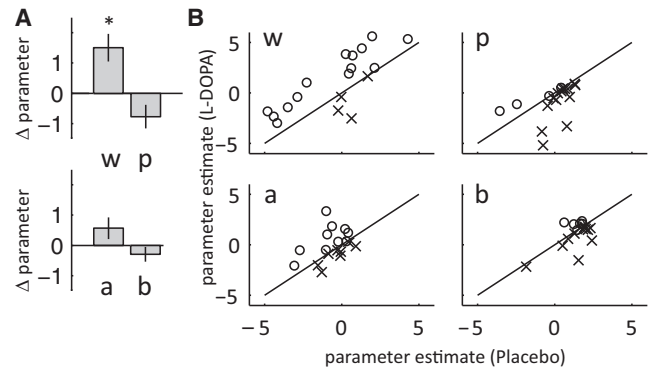 A
B
*
1
0
−1
Δ parameter
w p
1
0
−1
Δ parameter
a b
parameter estimate (L-DOPA)
w
5
0
−5
p
a
5
0
−5
−5 0 5
b
−5 0 5
parameter estimate (Placebo)